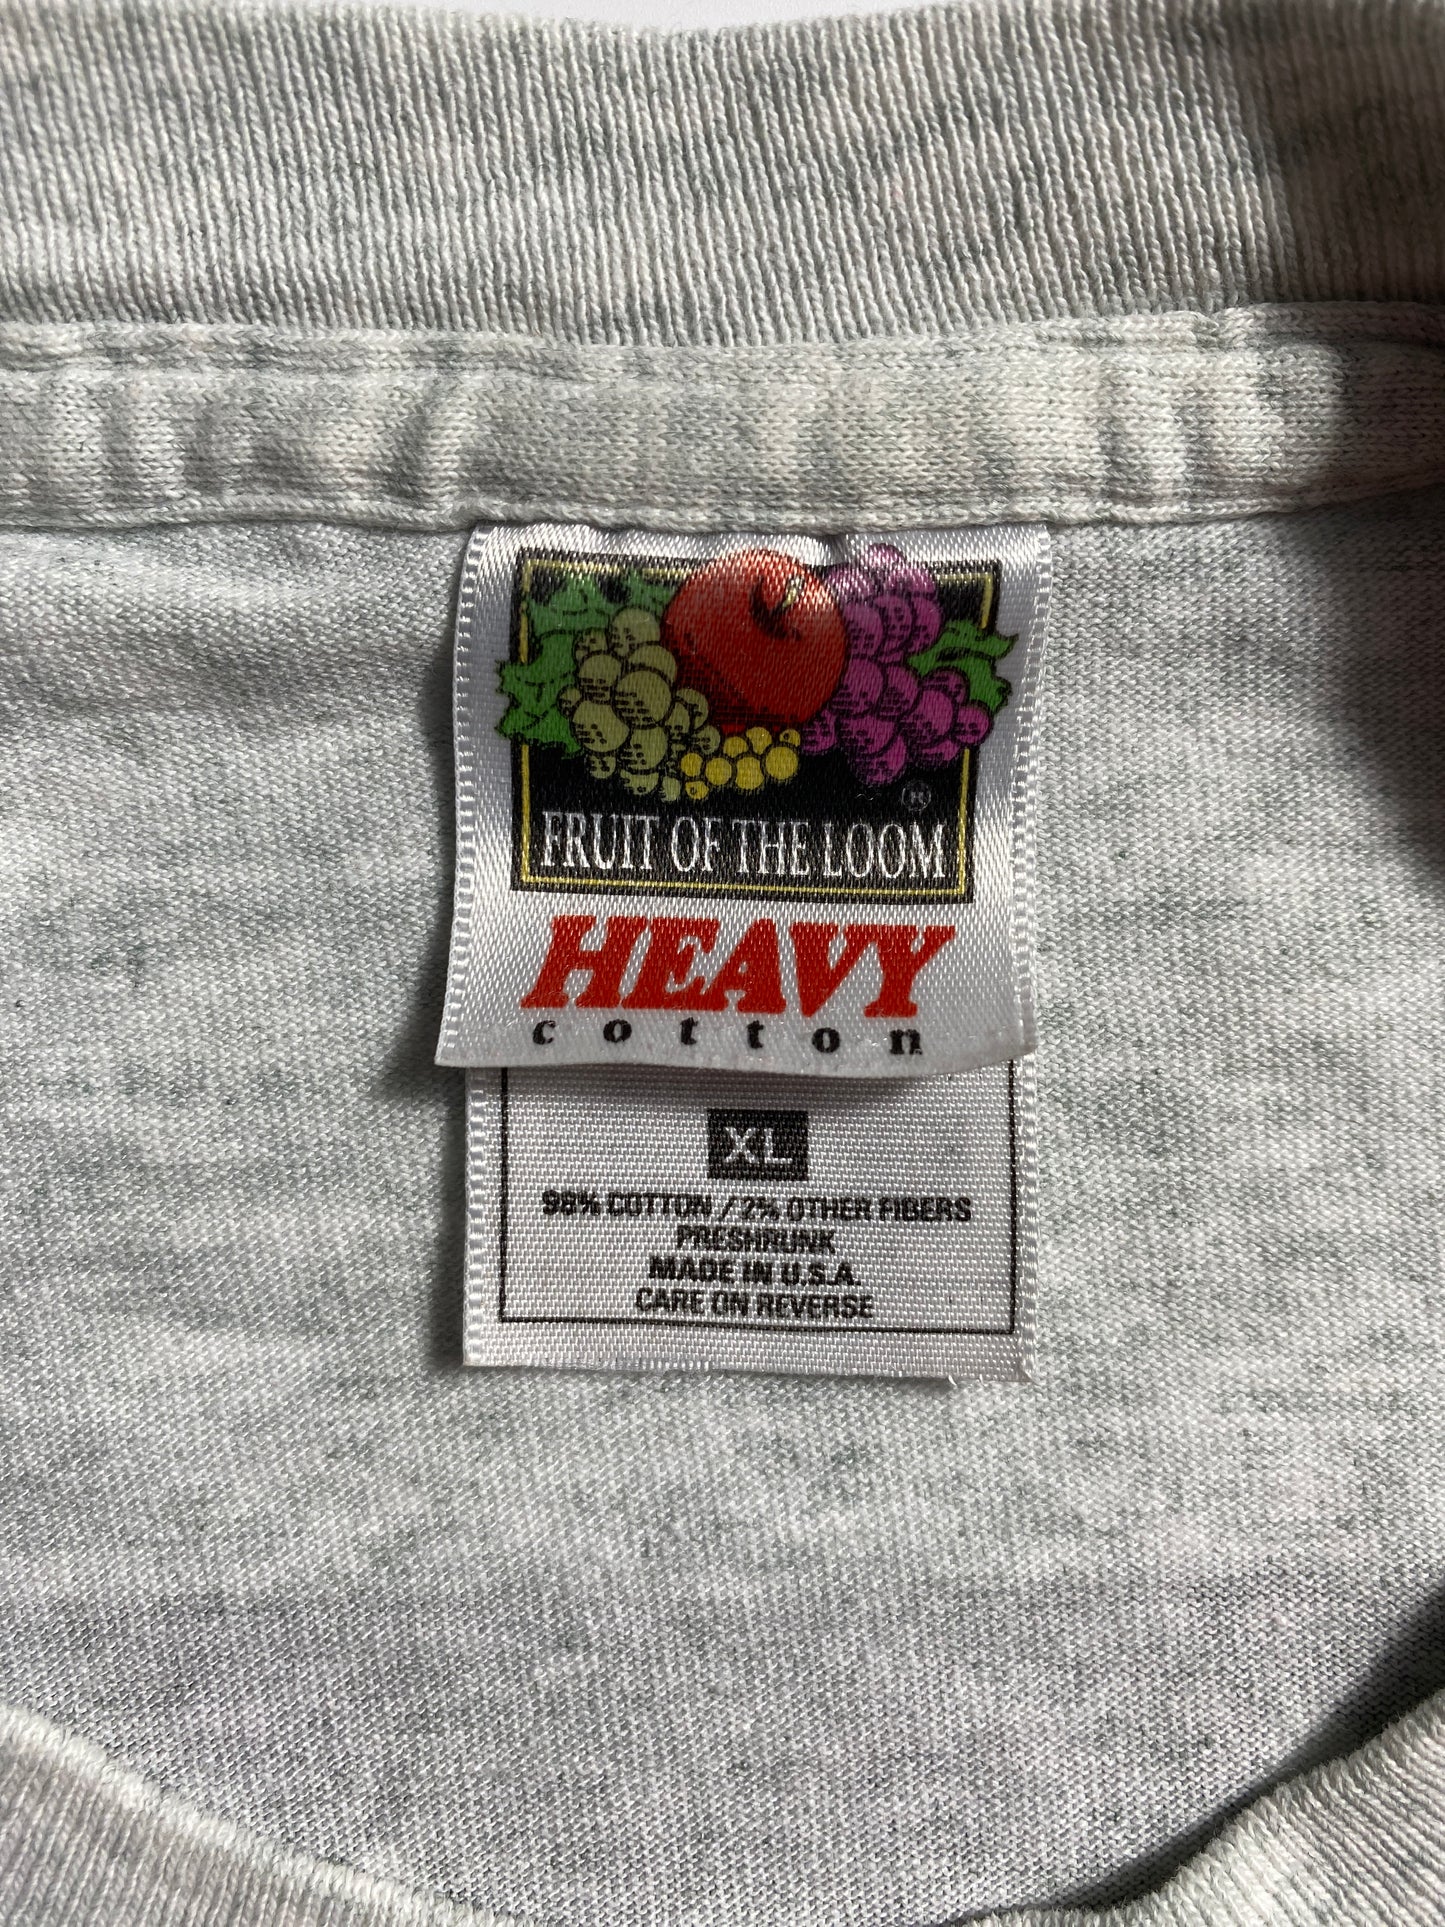 ®
FRUIT OF THE LOOM
HEAVY
cotton
XL
98% COTTON / 2% OTHER FIBERS
PRESHRUNK
MADE IN U.S.A.
CARE ON REVERSE